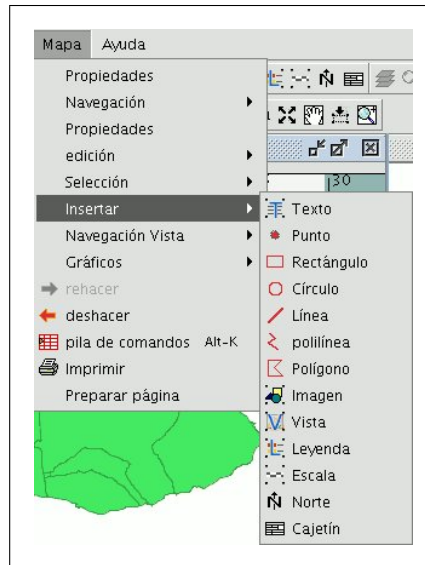 Mapa Ayuda
Propiedades
Navegación
Propiedades
edición
Selección
30
Insertar
Navegación Vista
Gráficos
rehacer
deshacer
pila de comandos Alt-K
Imprimir
Preparar página
Texto
Punto
Rectángulo
Círculo
Línea
polilínea
Polígono
Imagen
Vista
Leyenda
Escala
Norte
Cajetín